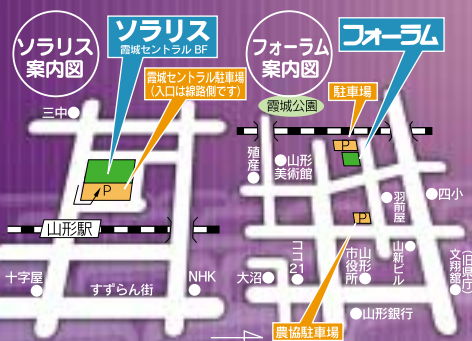 ソラリス
案内図
ソラリス
霞城セントラル BF
霞城セントラル駐車場
(入口は線路側です)
三中
P
山形駅
十字屋
すずらん街
NHK
フォーラム
案内図
フォーラム
霞城公園
駐車場
P
殖産
山形
美術館
羽前屋
四小
P
大沼
ココ21
山形
市役所
山新ビル
文翔館
(旧県庁)
山形銀行
農協駐車場